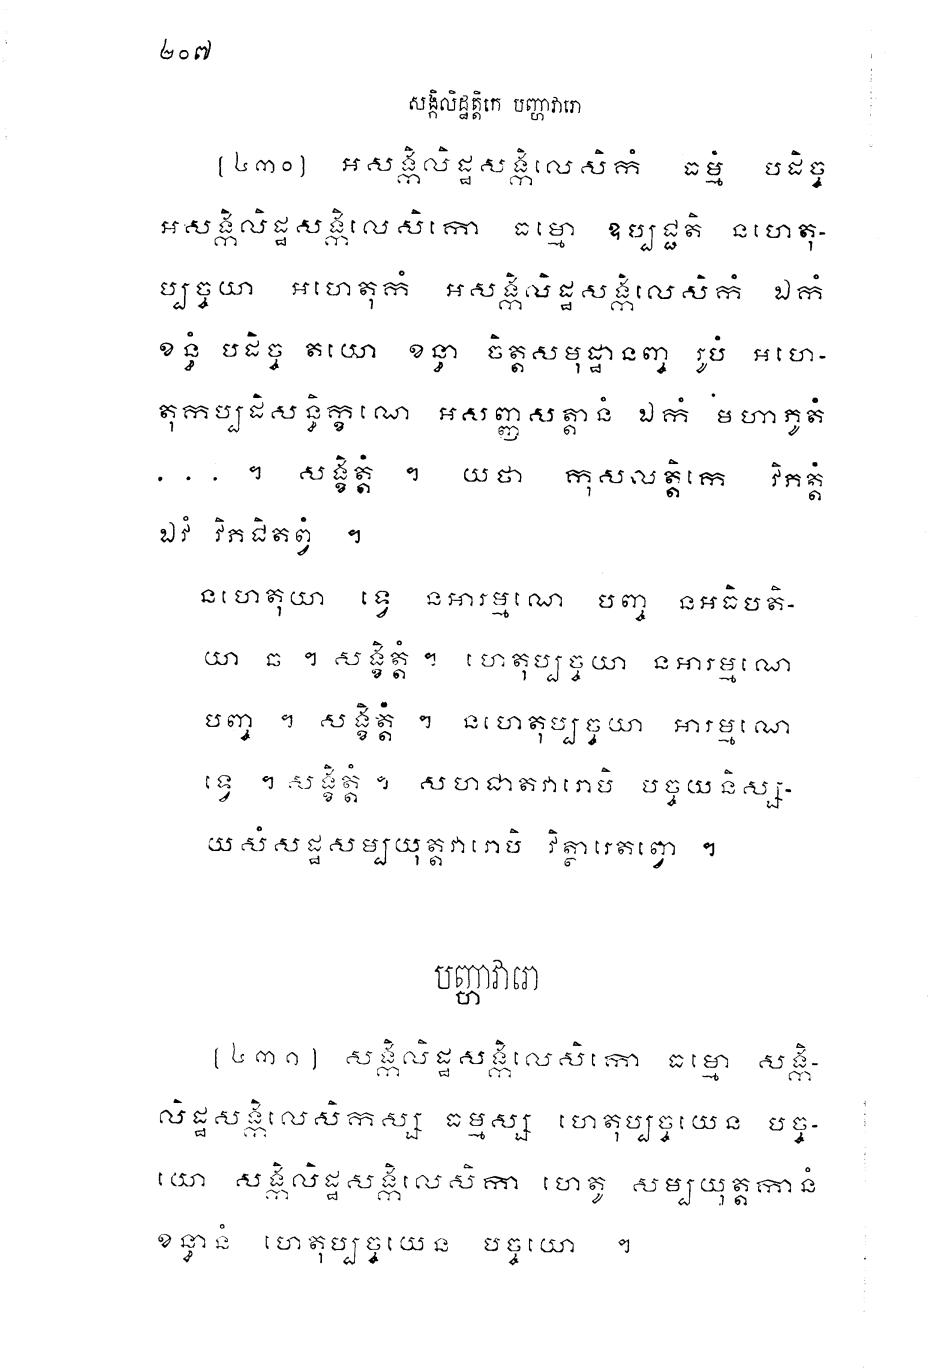 ២០៧
សង្កិលិដ្ឋត្តិកេ បញ្ហាវារោ
[៤៣០] អសង្កិលិដ្ឋសង្កិលេសិកំ ធម្មំ បដិច្ច
អសង្កិលិដ្ឋសង្កិលេសិកោ ធម្មោ ឧប្បជ្ជតិ នហេតុ-
ប្បច្ចយា អហេតុកំ អសង្កិលិដ្ឋសង្កិលេសិកំ ឯកំ
ខន្ធំ បដិច្ច តយោ ខន្ធា ចិត្តសមុដ្ឋានញ្ច រូបំ អហេ-
តុកប្បដិសន្ធិក្ខណេ អសញ្ញសត្តានំ ឯកំ មហាភូតំ
. . . ។ សង្ខិត្តំ ។ យថា កុសលត្តិកេ វិភត្តំ
ឯវំ វិភជិតព្វំ ។
នហេតុយា ទ្វេ នអារម្មណេ បញ្ច នអធិបតិ-
យា ឆ ។ សង្ខិត្តំ ។ ហេតុប្បច្ចយា នអារម្មណេ
បញ្ច ។ សង្ខិត្តំ ។ នហេតុប្បច្ចយា អារម្មណេ
ទ្វេ ។ សង្ខិត្តំ ។ សហជាតវារោបិ បច្ចយនិស្ស-
យសំសដ្ឋសម្បយុត្តវារោបិ វិត្ថារេតព្វោ ។
បញ្ហាវារោ
[៤៣១] សង្កិលិដ្ឋសង្កិលេសិកោ ធម្មោ សង្កិ-
លិដ្ឋសង្កិលេសិកស្ស ធម្មស្ស ហេតុប្បច្ចយេន បច្ច-
យោ សង្កិលិដ្ឋសង្កិលេសិកា ហេតូ សម្បយុត្តកានំ
ខន្ធានំ ហេតុប្បច្ចយេន បច្ចយោ ។